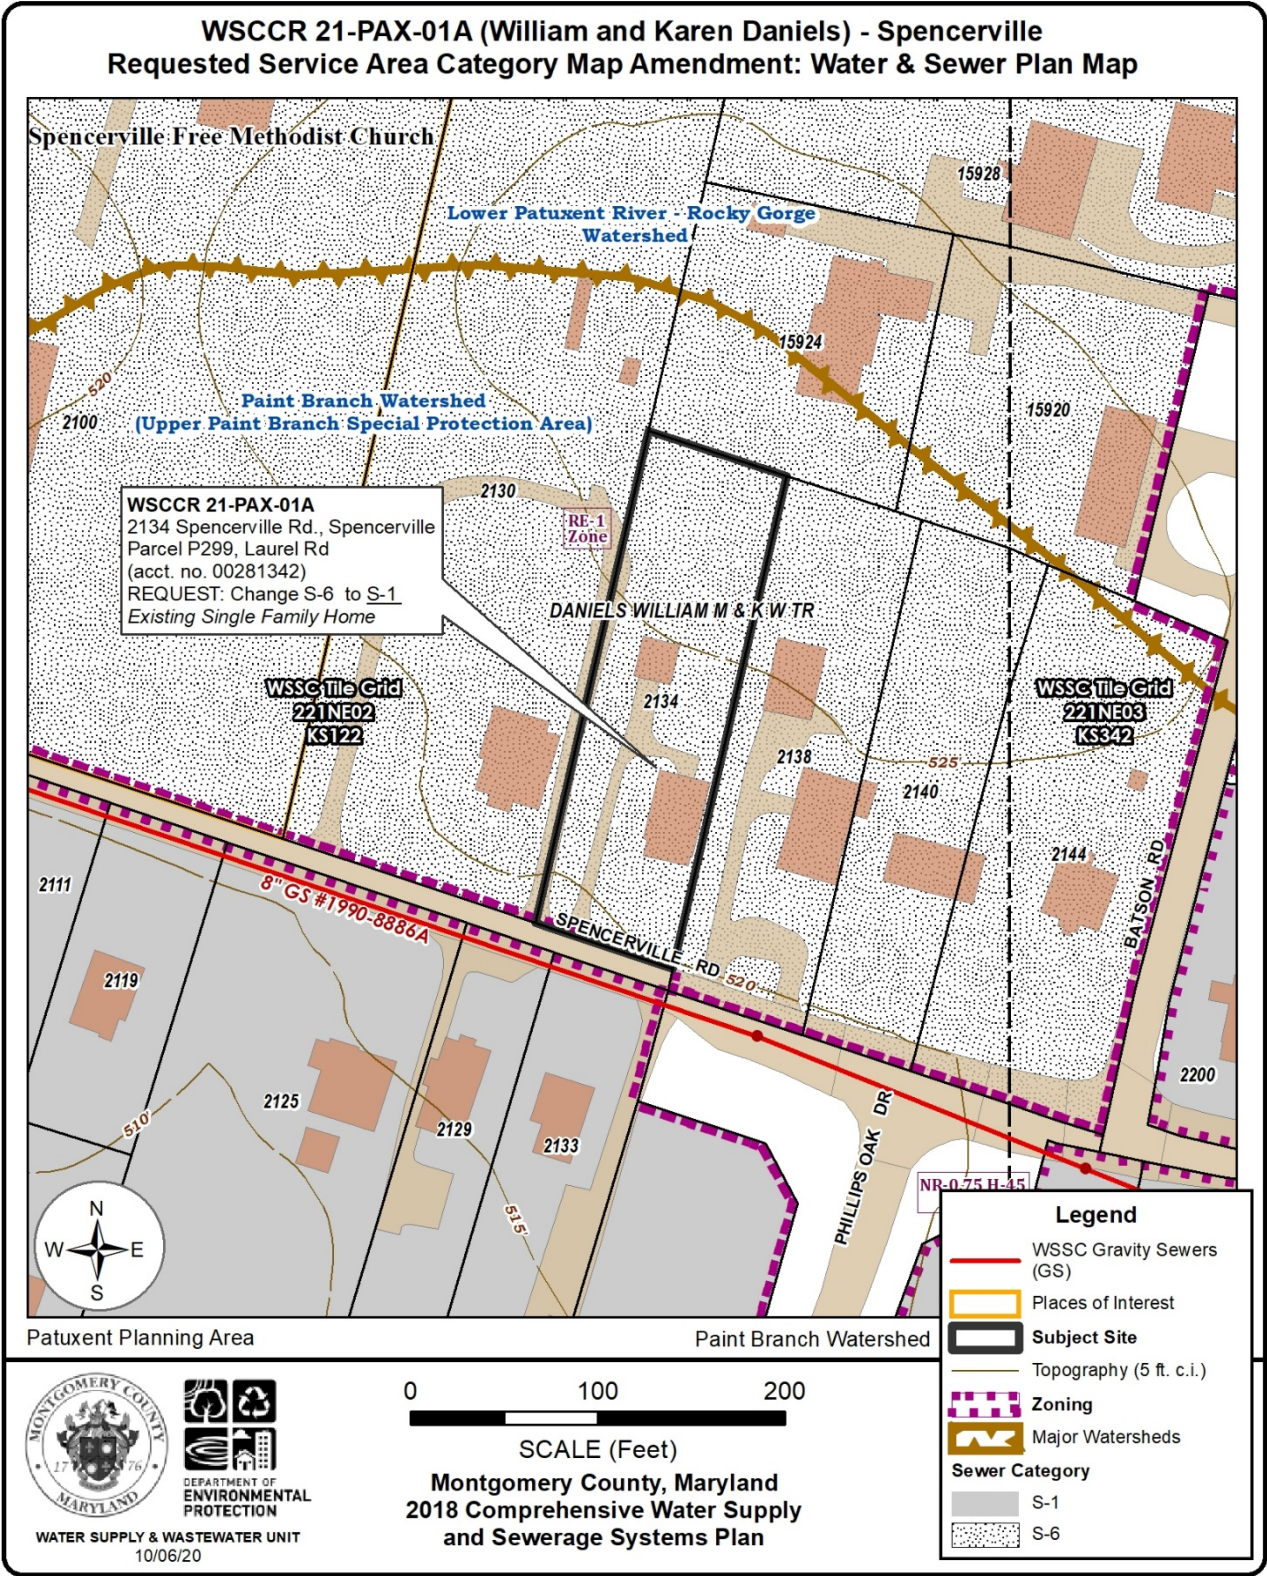 WSCCR 21-PAX-01A (William and Karen Daniels) - Spencerville
Requested Service Area Category Map Amendment: Water & Sewer Plan Map
Spencerville Free Methodist Church
15928
Lower Patuxent River - Rocky Gorge
Watershed
15924
520
2100
Paint Branch Watershed
(Upper Paint Branch Special Protection Area)
15920
2130
RE-1
Zone
WSCCR 21-PAX-01A
2134 Spencerville Rd., Spencerville
Parcel P299, Laurel Rd
(acct. no. 00281342)
REQUEST: Change S-6 to S-1
Existing Single Family Home
DANIELS WILLIAM M & K W TR
WSSC Tile Grid
221NE02
KS122
2134
WSSC Tile Grid
221NE03
KS342
2138
525
2140
2144
BATSON RD
2111
8" GS #1990-8886A
SPENCERVILLE RD
520
2119
2200
2125
2129
2133
510'
515'
PHILLIPS OAK DR
NR-0.75 H-45
N
W
E
S
Legend
WSSC Gravity Sewers
(GS)
Places of Interest
Subject Site
Topography (5 ft. c.i.)
Zoning
Major Watersheds
Sewer Category
S-1
S-6
Patuxent Planning Area
Paint Branch Watershed
MONTGOMERY COUNTY
17 76
MARYLAND
DEPARTMENT OF
ENVIRONMENTAL
PROTECTION
WATER SUPPLY & WASTEWATER UNIT
10/06/20
0 100 200
SCALE (Feet)
Montgomery County, Maryland
2018 Comprehensive Water Supply
and Sewerage Systems Plan